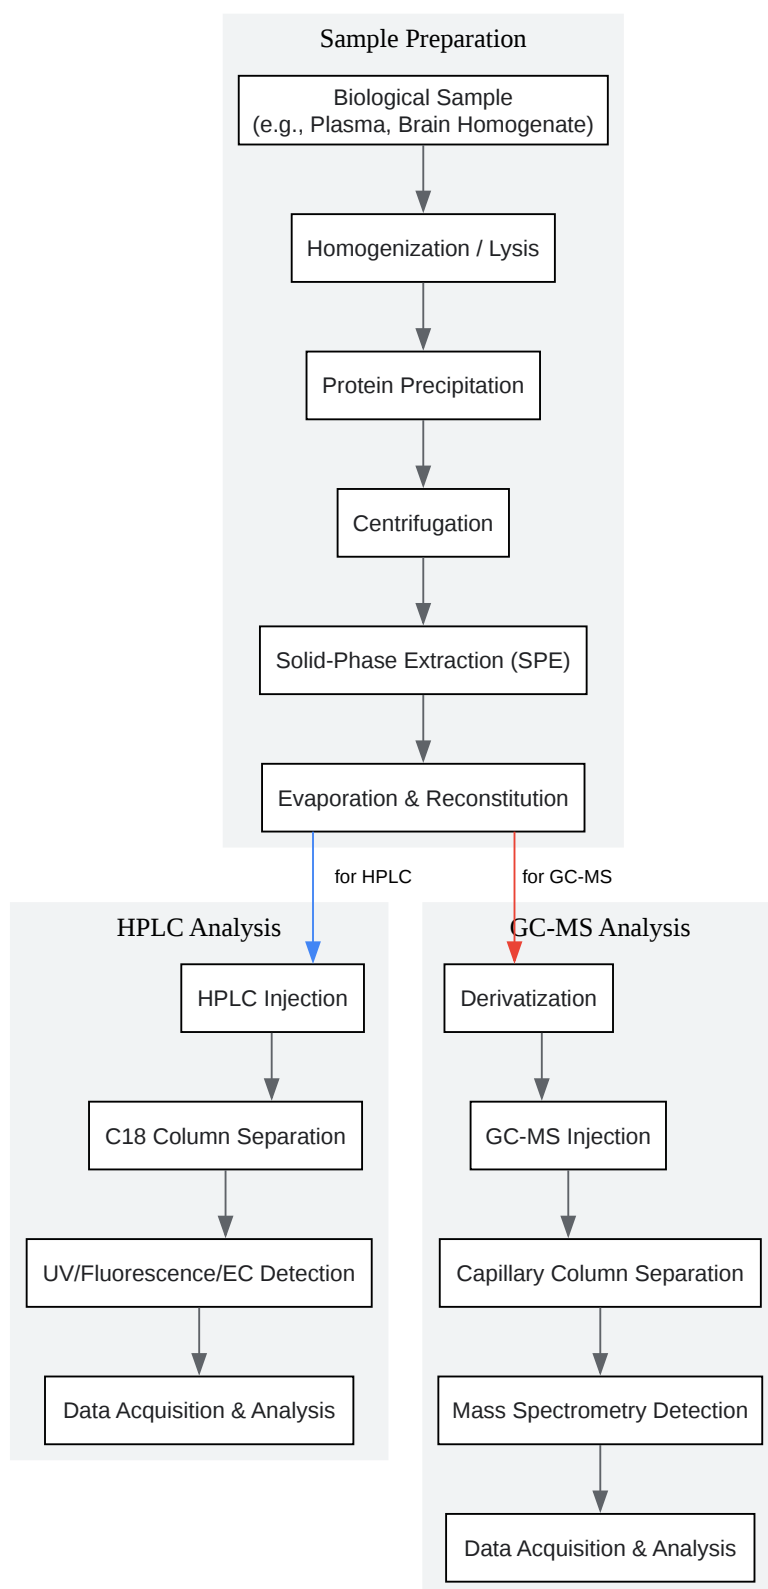 Sample Preparation
Biological Sample
(e.g., Plasma, Brain Homogenate)
Homogenization / Lysis
Protein Precipitation
Centrifugation
Solid-Phase Extraction (SPE)
Evaporation & Reconstitution
for HPLC
for GC-MS
HPLC Analysis
HPLC Injection
C18 Column Separation
UV/Fluorescence/EC Detection
Data Acquisition & Analysis
GC-MS Analysis
Derivatization
GC-MS Injection
Capillary Column Separation
Mass Spectrometry Detection
Data Acquisition & Analysis